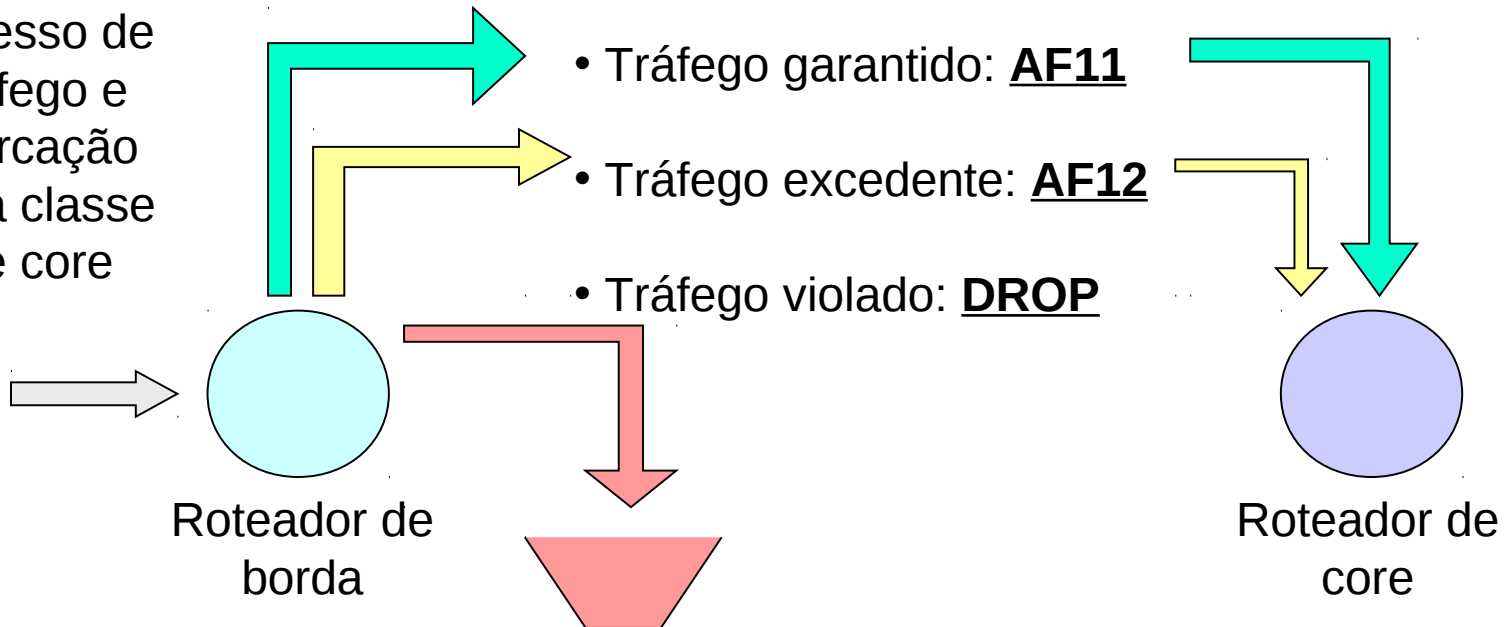 esso de
fego e
rcação
a classe
e core
• Tráfego garantido: AF11
• Tráfego excedente: AF12
• Tráfego violado: DROP
Roteador de
borda
Roteador de
core